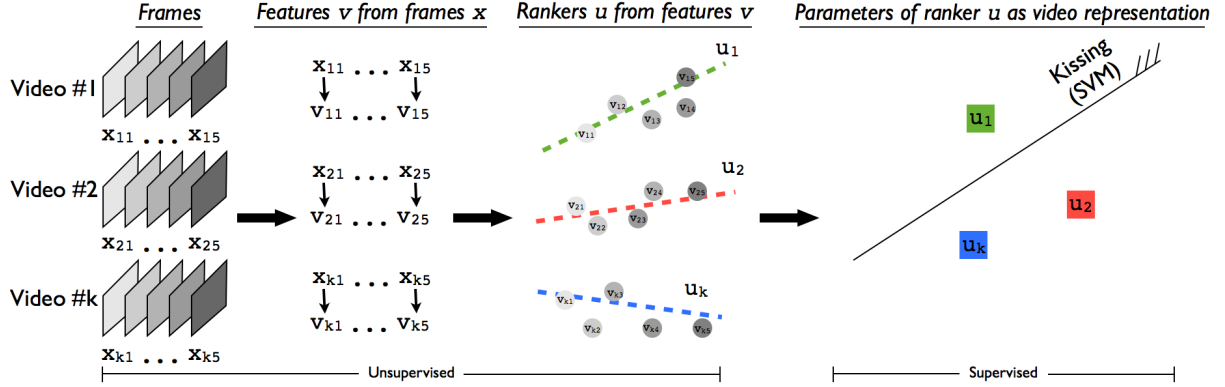 Frames
Features v from frames x
Rankers u from features v
Parameters of ranker u as video representation
Video #1
x11 ... x15
x11 ... x15
v11 ... v15
u1
v11
v12
v13
v14
v15
Kissing
(SVM)
u1
Video #2
x21 ... x25
x21 ... x25
v21 ... v25
u2
v21
v22
v23
v24
v25
u2
Video #k
xk1 ... xk5
xk1 ... xk5
vk1 ... vk5
uk
vk1
vk2
vk3
vk4
vk5
uk
Unsupervised
Supervised